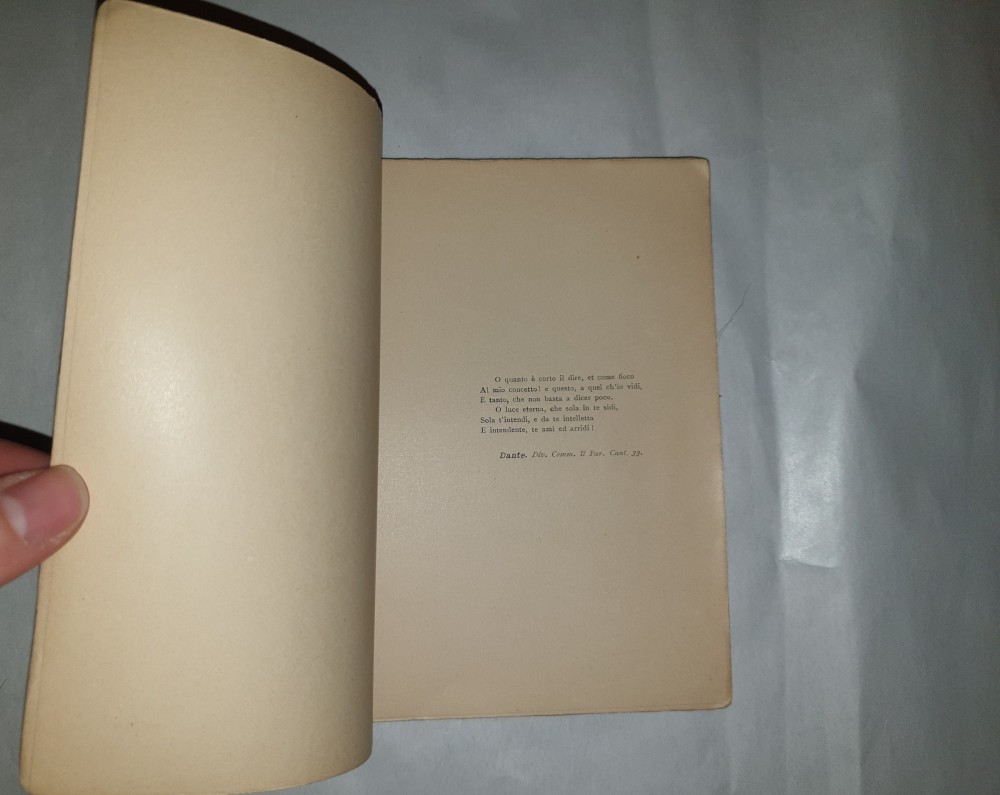 O quanto è corto il dire, et come fioco
Al mio concetto! e questo, a quel ch'io vidi,
È tanto, che non basta a dicer poco.
O luce eterna, che sola in te sidi,
Sola t'intendi, e da te intelletta
E intendente, te ami ed arridi!
Dante. Div. Comm. Il Par. Cant. 33.